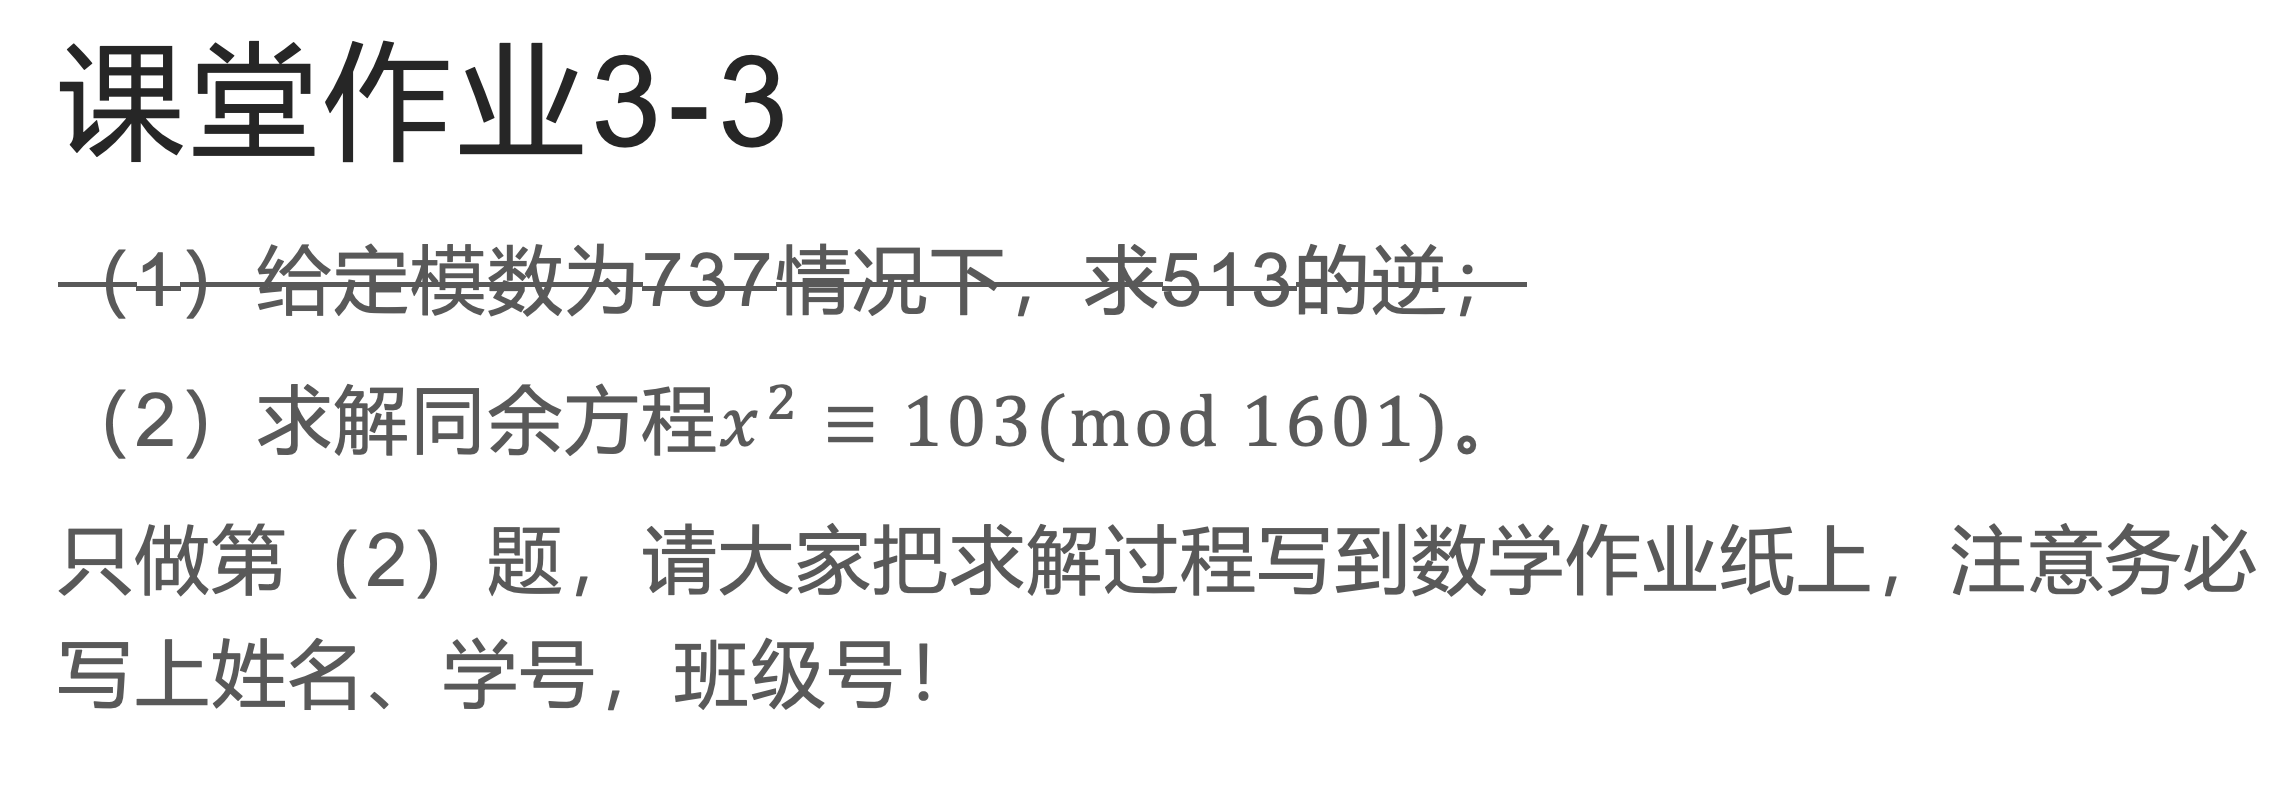 课堂作业3-3
（1）给定模数为737情况下，求513的逆；
（2）求解同余方程x² ≡ 103(mod 1601)。
只做第（2）题，请大家把求解过程写到数学作业纸上，注意务必
写上姓名、学号，班级号！